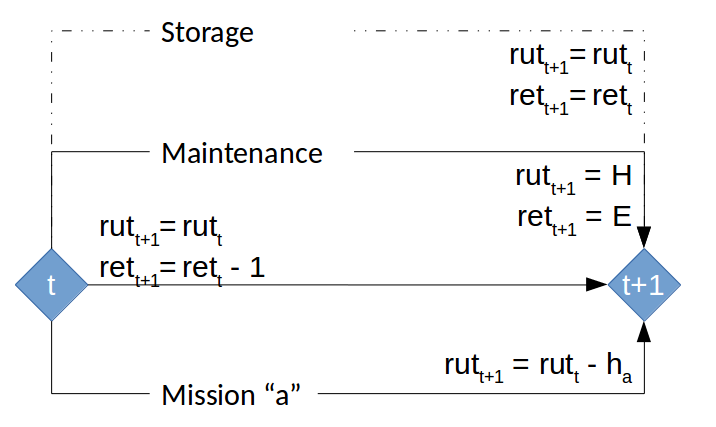 Storage
rut_{t+1} = rut_t
ret_{t+1} = ret_t
Maintenance
rut_{t+1} = H
ret_{t+1} = E
rut_{t+1} = rut_t
ret_{t+1} = ret_t - 1
t
t+1
rut_{t+1} = rut_t - h_a
Mission “a”